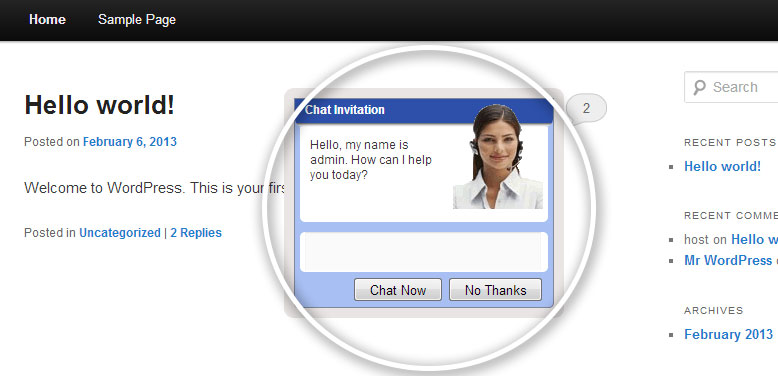 Home Sample Page
Hello world!
Posted on February 6, 2013
Welcome to WordPress. This is your firs
Posted in Uncategorized | 2 Replies
Chat Invitation
Hello, my name is
admin. How can I help
you today?
Chat Now No Thanks
2
Search
RECENT POSTS
Hello world!
RECENT COMME
host on Hello w
Mr WordPress
ARCHIVES
February 2013